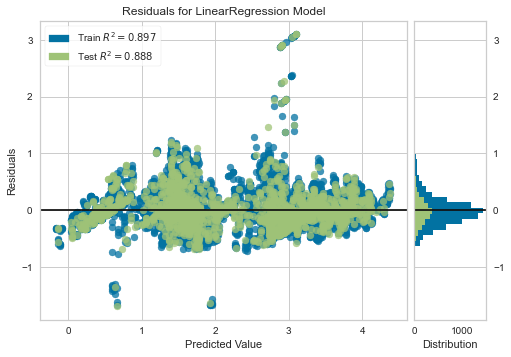 Residuals for LinearRegression Model
Train R² = 0.897
Test R² = 0.888
3
2
1
0
−1
Residuals
0
1
2
3
4
Predicted Value
3
2
1
0
−1
0
1000
Distribution